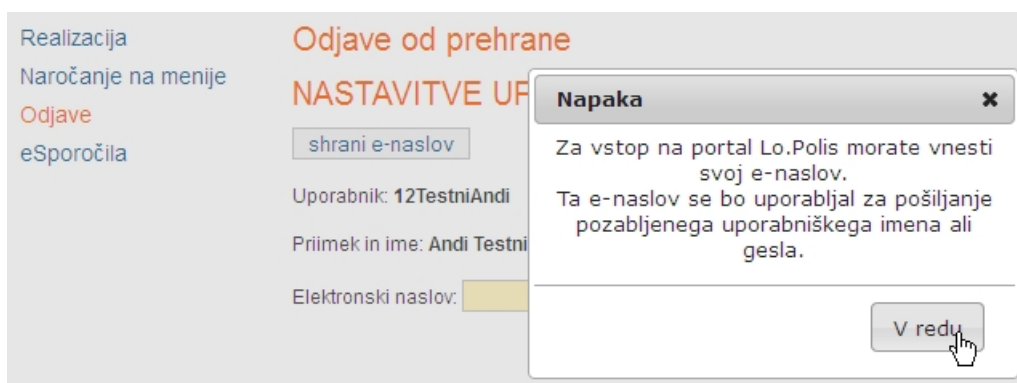 Realizacija
Naročanje na menije
Odjave
eSporočila
Odjave od prehrane
NASTAVITVE
shrani e-naslov
Uporabnik: 12TestniAndi
Priimek in ime: Andi Testni
Elektronski naslov:
Napaka
Za vstop na portal Lo.Polis morate vnesti
svoj e-naslov.
Ta e-naslov se bo uporabljal za pošiljanje
pozabljenega uporabniškega imena ali
gesla.
V redu